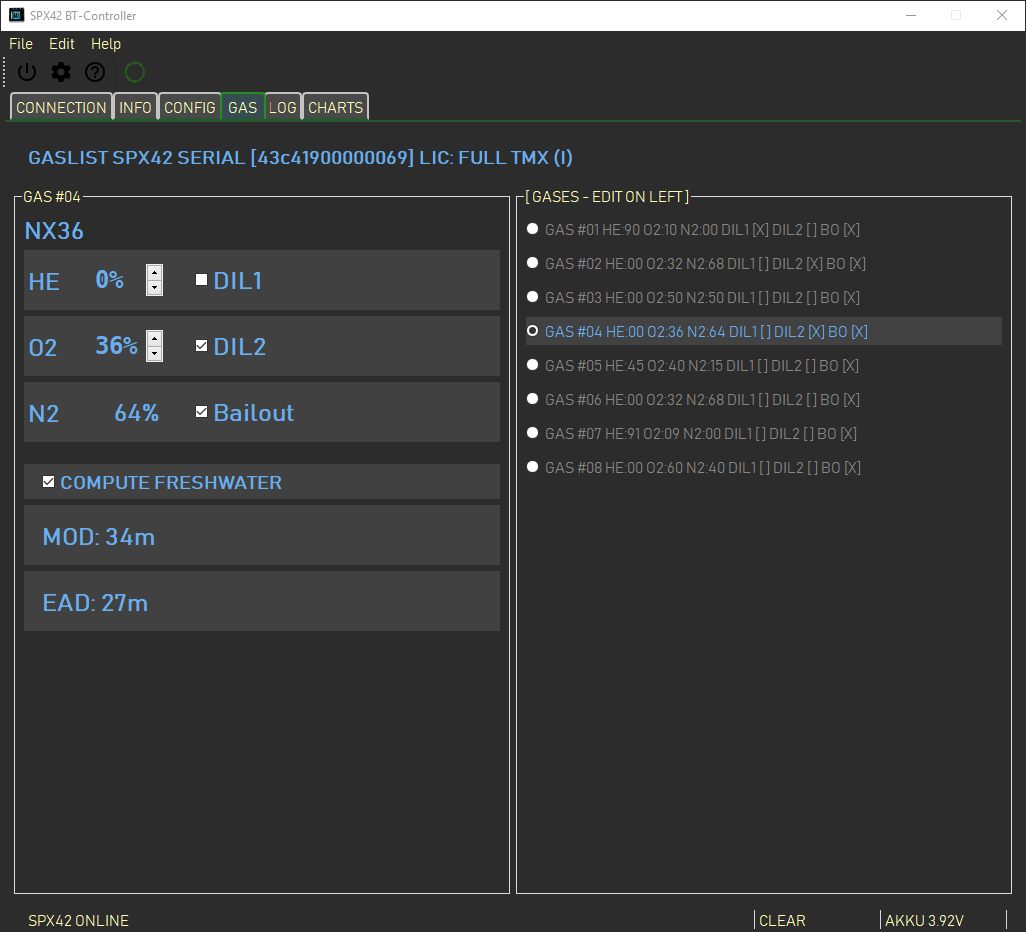 SPX42 BT-Controller
File Edit Help
CONNECTION INFO CONFIG GAS LOG CHARTS
GASLIST SPX42 SERIAL [43c41900000069] LIC: FULL TMX (I)
GAS #04
NX36
HE 0% DIL1
O2 36% DIL2
N2 64% Bailout
COMPUTE FRESHWATER
MOD: 34m
EAD: 27m
[ GASES - EDIT ON LEFT ]
GAS #01 HE:90 O2:10 N2:00 DIL1 [X] DIL2 [ ] BO [X]
GAS #02 HE:00 O2:32 N2:68 DIL1 [ ] DIL2 [X] BO [X]
GAS #03 HE:00 O2:50 N2:50 DIL1 [ ] DIL2 [ ] BO [X]
GAS #04 HE:00 O2:36 N2:64 DIL1 [ ] DIL2 [X] BO [X]
GAS #05 HE:45 O2:40 N2:15 DIL1 [ ] DIL2 [ ] BO [X]
GAS #06 HE:00 O2:32 N2:68 DIL1 [ ] DIL2 [ ] BO [X]
GAS #07 HE:91 O2:09 N2:00 DIL1 [ ] DIL2 [ ] BO [X]
GAS #08 HE:00 O2:60 N2:40 DIL1 [ ] DIL2 [ ] BO [X]
SPX42 ONLINE CLEAR AKKU 3.92V